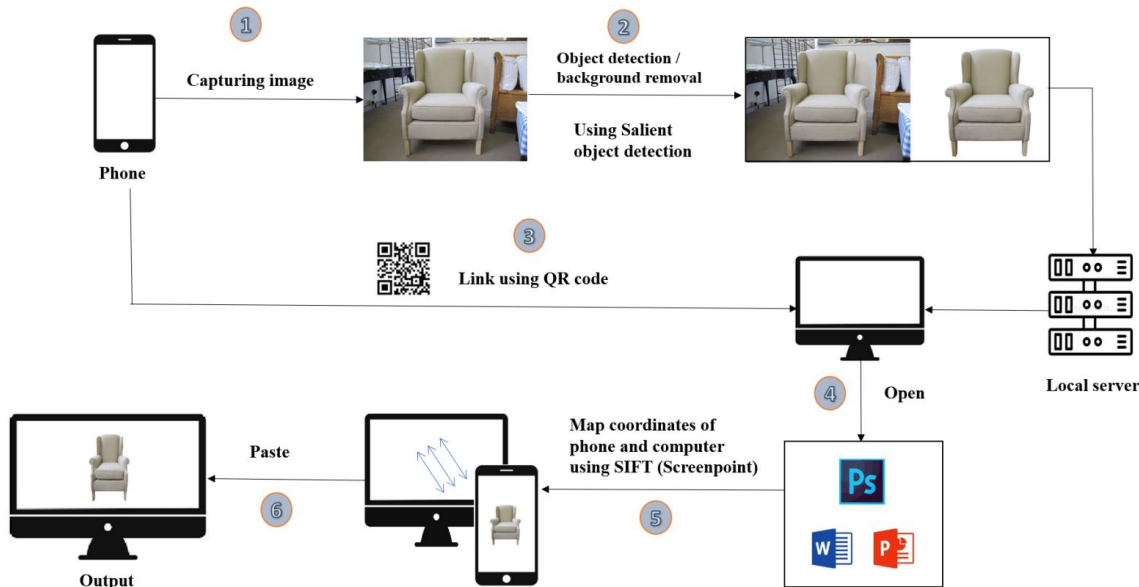 1
Capturing image
Phone
2
Object detection /
background removal
Using Salient
object detection
3
Link using QR code
Local server
4
Open
Ps
W
P
Map coordinates of
phone and computer
using SIFT (Screenpoint)
5
Paste
6
Output